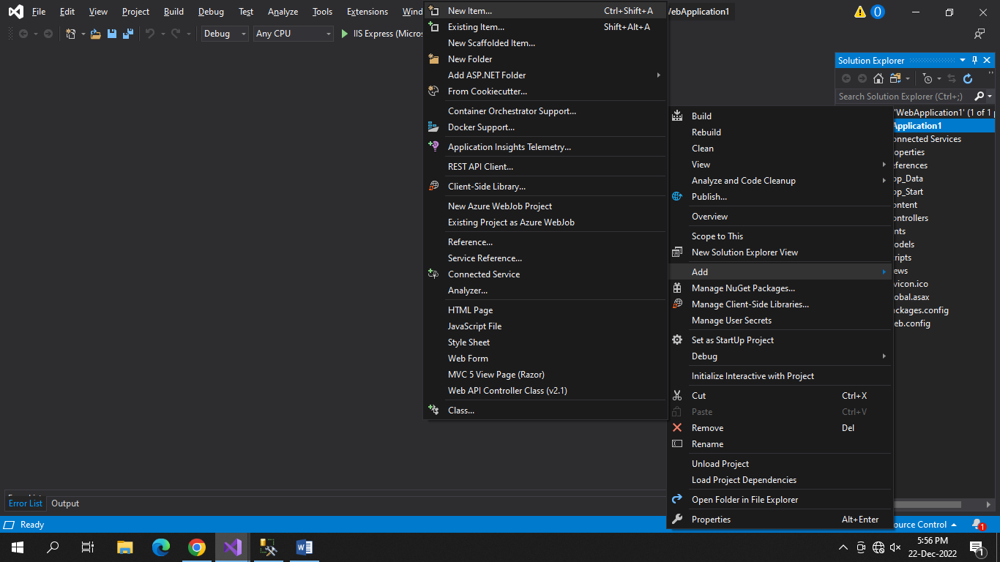 File Edit View Project Build Debug Test Analyze Tools Extensions Wind
ebApplication1
0
Debug Any CPU IIS Express (Micros
New Item... Ctrl+Shift+A
Existing Item... Shift+Alt+A
New Scaffolded Item...
New Folder
Add ASP.NET Folder
From Cookiecutter...
Container Orchestrator Support...
Docker Support...
Application Insights Telemetry...
REST API Client...
Client-Side Library...
New Azure WebJob Project
Existing Project as Azure WebJob
Reference...
Service Reference...
Connected Service
Analyzer...
HTML Page
JavaScript File
Style Sheet
Web Form
MVC 5 View Page (Razor)
Web API Controller Class (v2.1)
Class...
Build
Rebuild
Clean
View
Analyze and Code Cleanup
Publish...
Overview
Scope to This
New Solution Explorer View
Add
Manage NuGet Packages...
Manage Client-Side Libraries...
Manage User Secrets
Set as StartUp Project
Debug
Initialize Interactive with Project
Cut Ctrl+X
Paste Ctrl+V
Remove Del
Rename
Unload Project
Load Project Dependencies
Open Folder in File Explorer
Properties Alt+Enter
Solution Explorer
Search Solution Explorer (Ctrl+;)
'WebApplication1' (1 of 1 p
Application1
onnected Services
operties
eferences
pp_Data
pp_Start
ontent
ontrollers
nts
odels
ripts
ews
vicon.ico
obal.asax
ackages.config
eb.config
Error List Output
Ready
ource Control
1
5:56 PM
22-Dec-2022
1